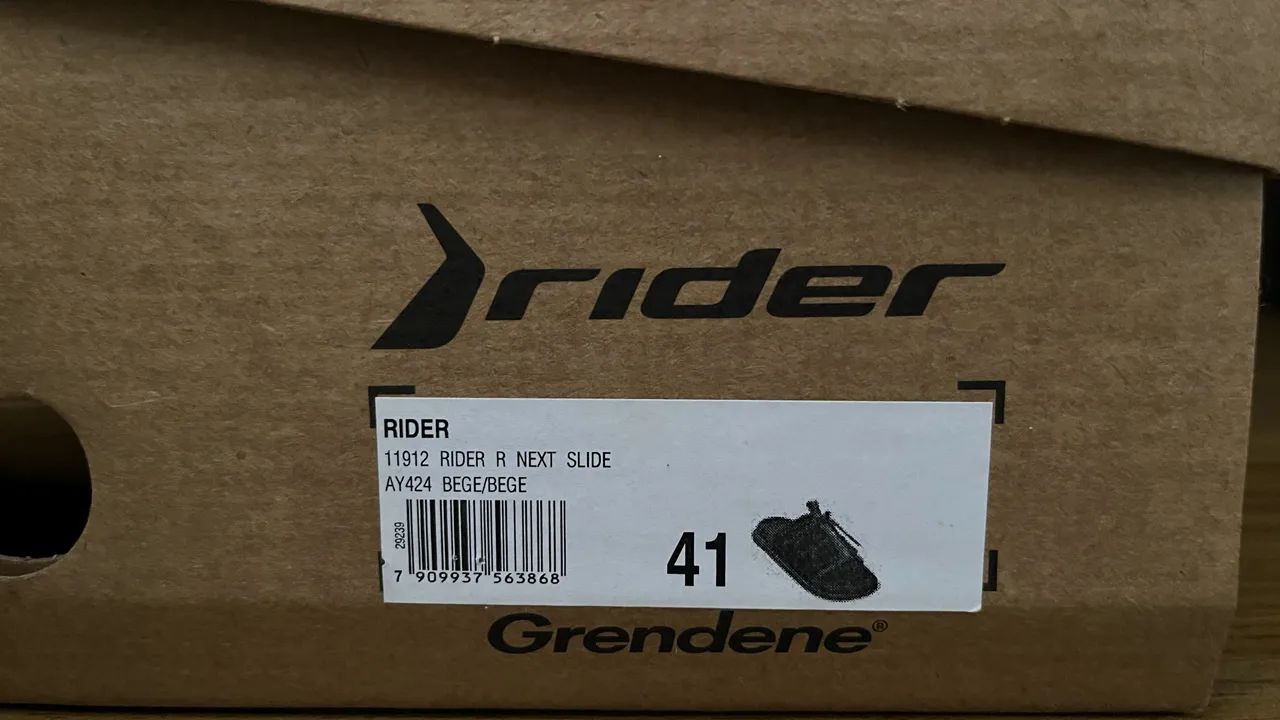 rider
RIDER
11912 RIDER R NEXT SLIDE
AY424 BEGE/BEGE
29239
7 909937 563868
41
Grendene®